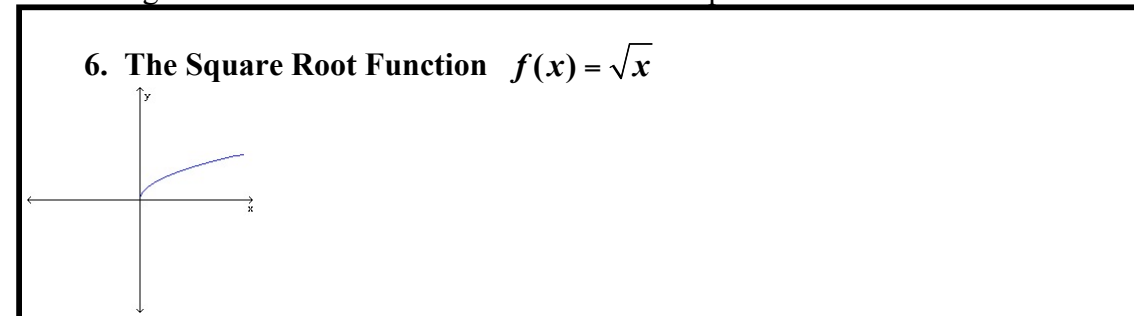 6. The Square Root Function f(x) = √x
y
x